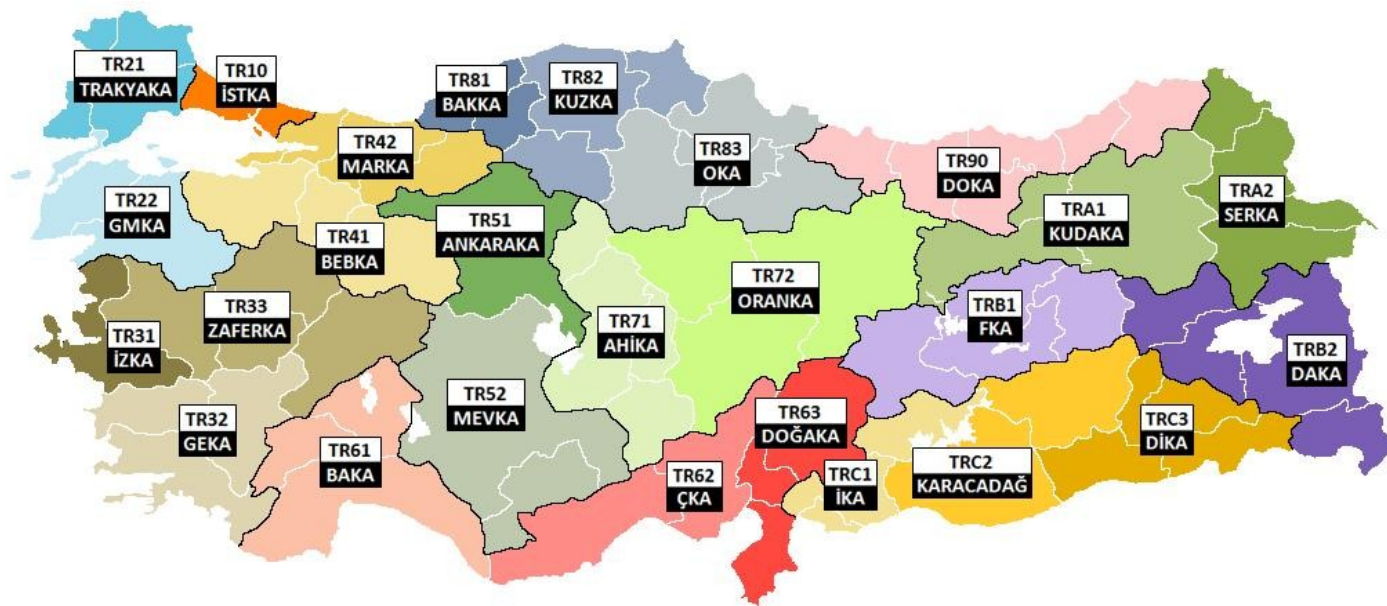 TR21
TRAKYAKA
TR10
İSTKA
TR81
BAKKA
TR82
KUZKA
TR42
MARKA
TR83
OKA
TR90
DOKA
TRA2
SERKA
TRA1
KUDAKA
TR22
GMKA
TR41
BEBKA
TR51
ANKARAKA
TR72
ORANKA
TR33
ZAFERKA
TR31
İZKA
TR71
AHİKA
TRB1
FKA
TRB2
DAKA
TR52
MEVKA
TR32
GEKA
TR61
BAKA
TR63
DOĞAKA
TRC3
DİKA
TR62
ÇKA
TRC1
İKA
TRC2
KARACADAĞ